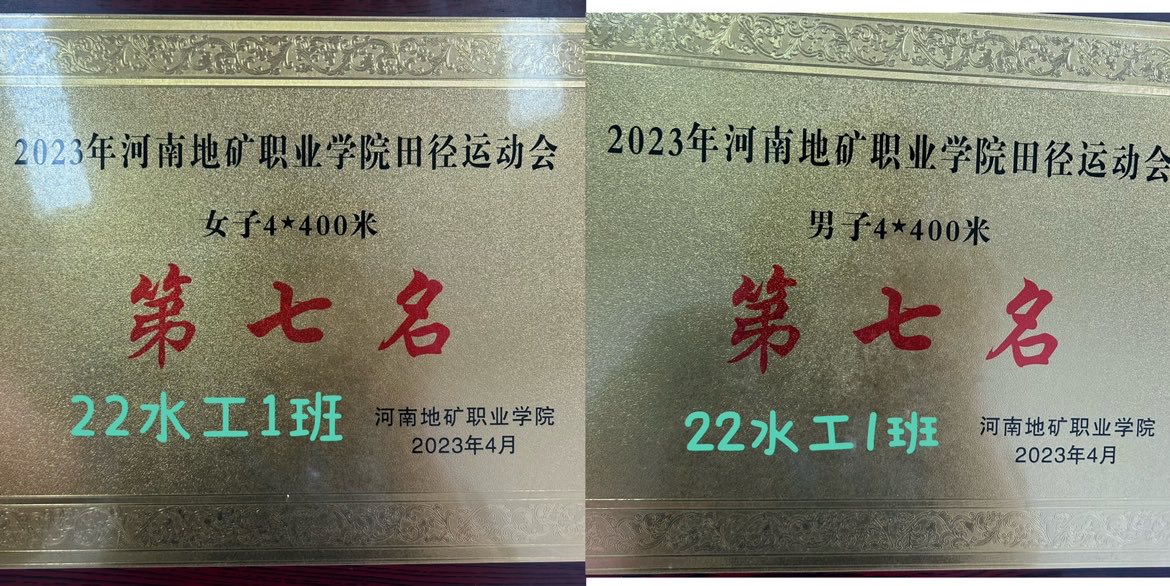 2023年河南地矿职业学院田径运动会
女子4★400米
第七名
22水工1班
河南地矿职业学院
2023年4月
2023年河南地矿职业学院田径运动会
男子4★400米
第七名
22水工1班
河南地矿职业学院
2023年4月